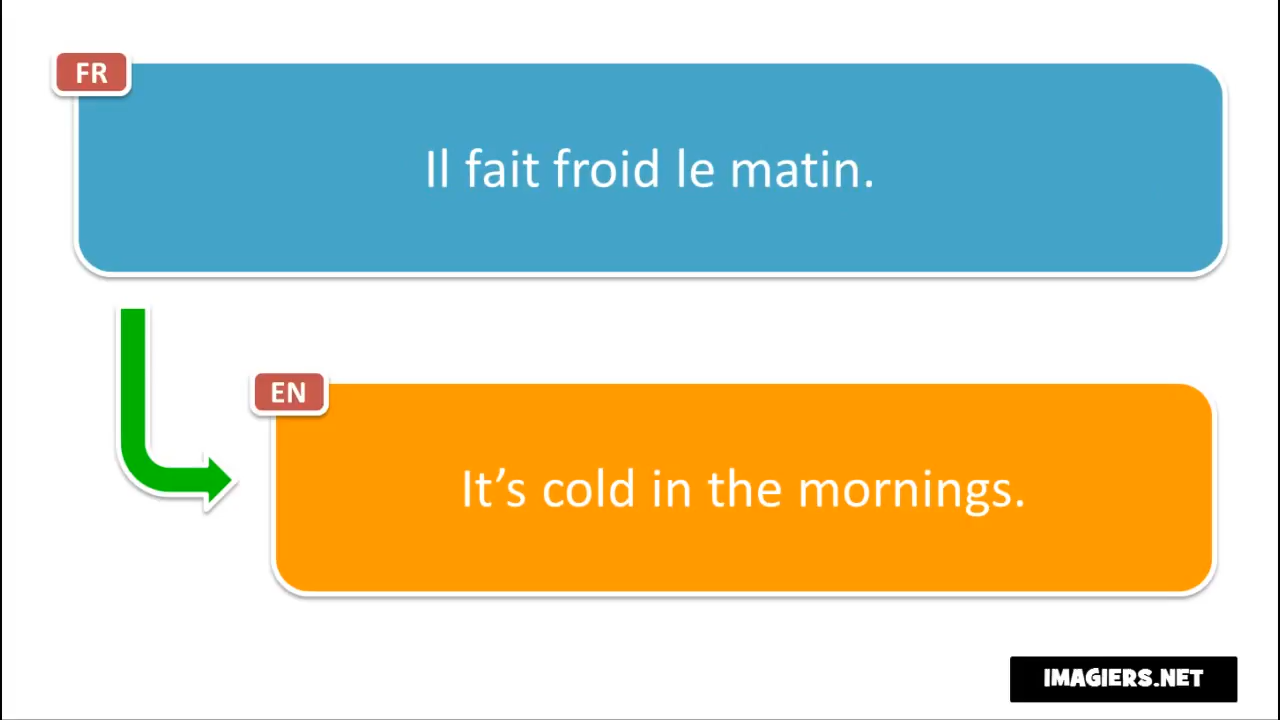 FR
Il fait froid le matin.
EN
It’s cold in the mornings.
IMAGIERS.NET